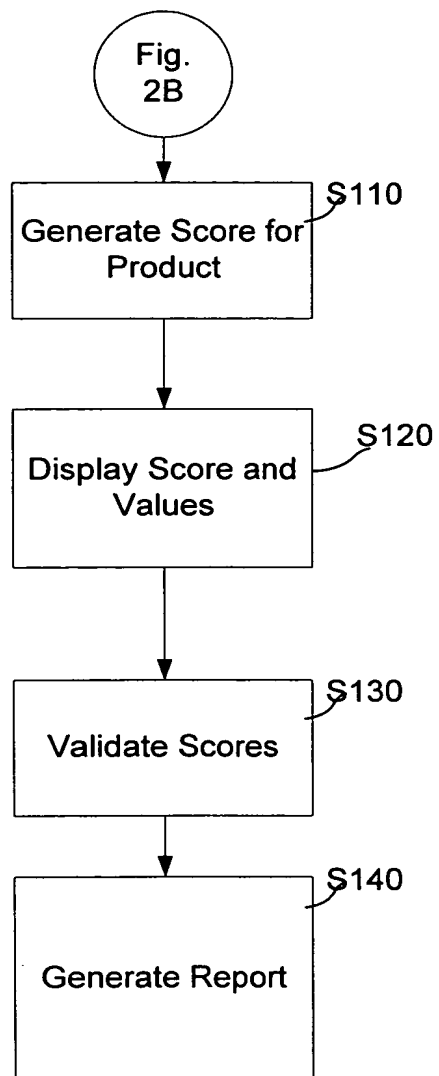 Fig.
2B
S110
Generate Score for
Product
S120
Display Score and
Values
S130
Validate Scores
S140
Generate Report